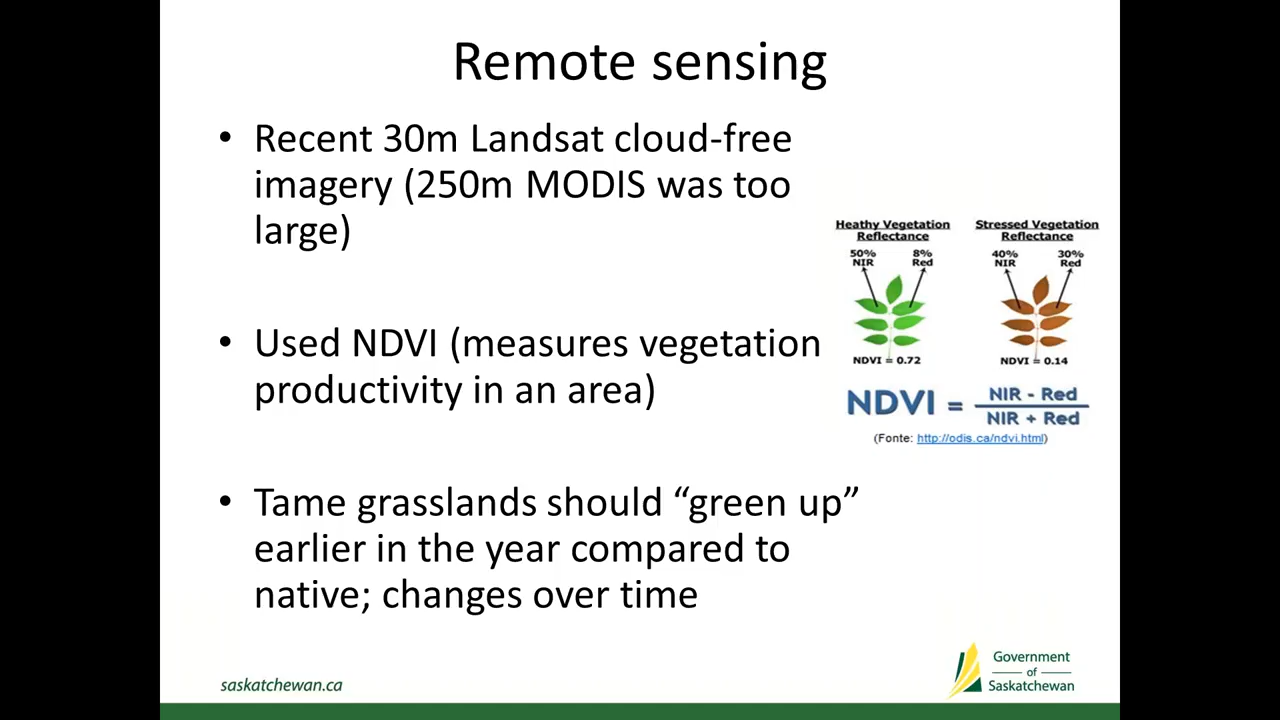 Remote sensing
• Recent 30m Landsat cloud-free
imagery (250m MODIS was too
large)
• Used NDVI (measures vegetation
productivity in an area)
• Tame grasslands should “green up”
earlier in the year compared to
native; changes over time
Heathy Vegetation
Reflectance
50%
NIR
8%
Red
NDVI = 0.72
Stressed Vegetation
Reflectance
40%
NIR
30%
Red
NDVI = 0.14
NDVI = NIR - Red
NIR + Red
(Fonte: http://odis.ca/ndvi.html)
saskatchewan.ca
Government
of
Saskatchewan